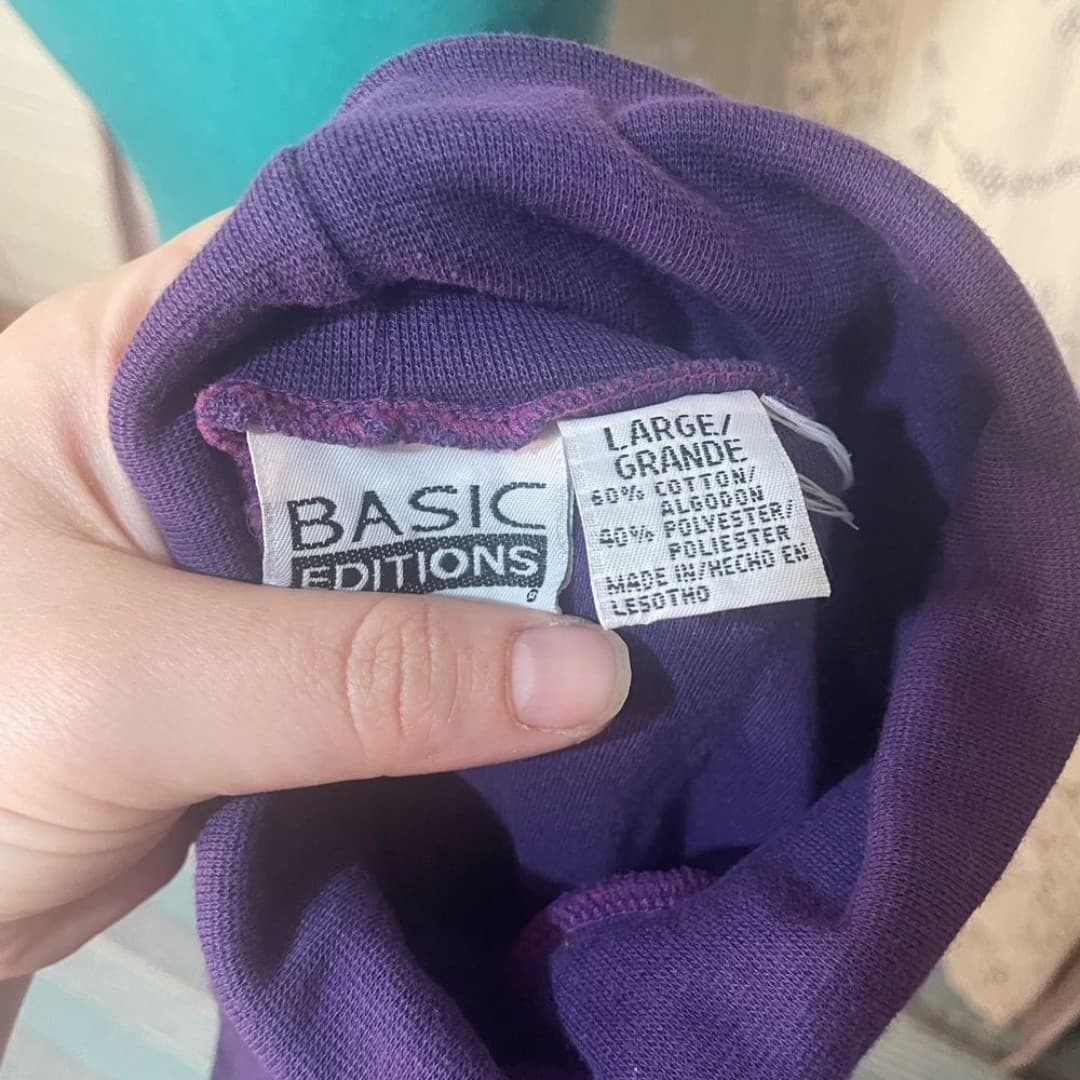 BASIC
EDITIONS
LARGE/
GRANDE
60% COTTON/
ALGODON
40% POLYESTER/
POLIESTER
MADE IN/HECHO EN
LESOTHO